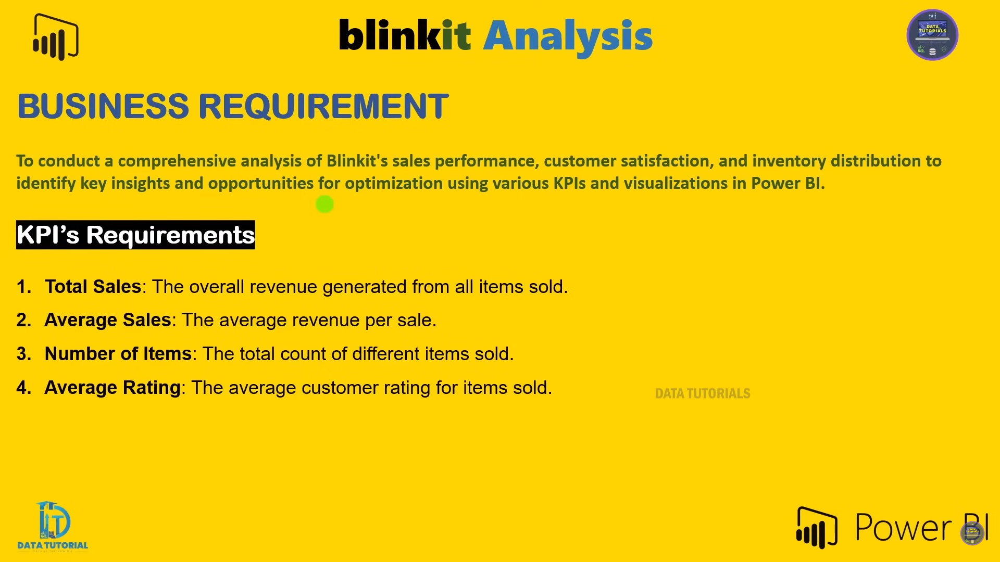 blinkit Analysis
DATA
TUTORIALS
BUSINESS REQUIREMENT
To conduct a comprehensive analysis of Blinkit's sales performance, customer satisfaction, and inventory distribution to
identify key insights and opportunities for optimization using various KPIs and visualizations in Power BI.
KPI’s Requirements
1. Total Sales: The overall revenue generated from all items sold.
2. Average Sales: The average revenue per sale.
3. Number of Items: The total count of different items sold.
4. Average Rating: The average customer rating for items sold.
DATA TUTORIALS
DATA TUTORIAL
Power BI